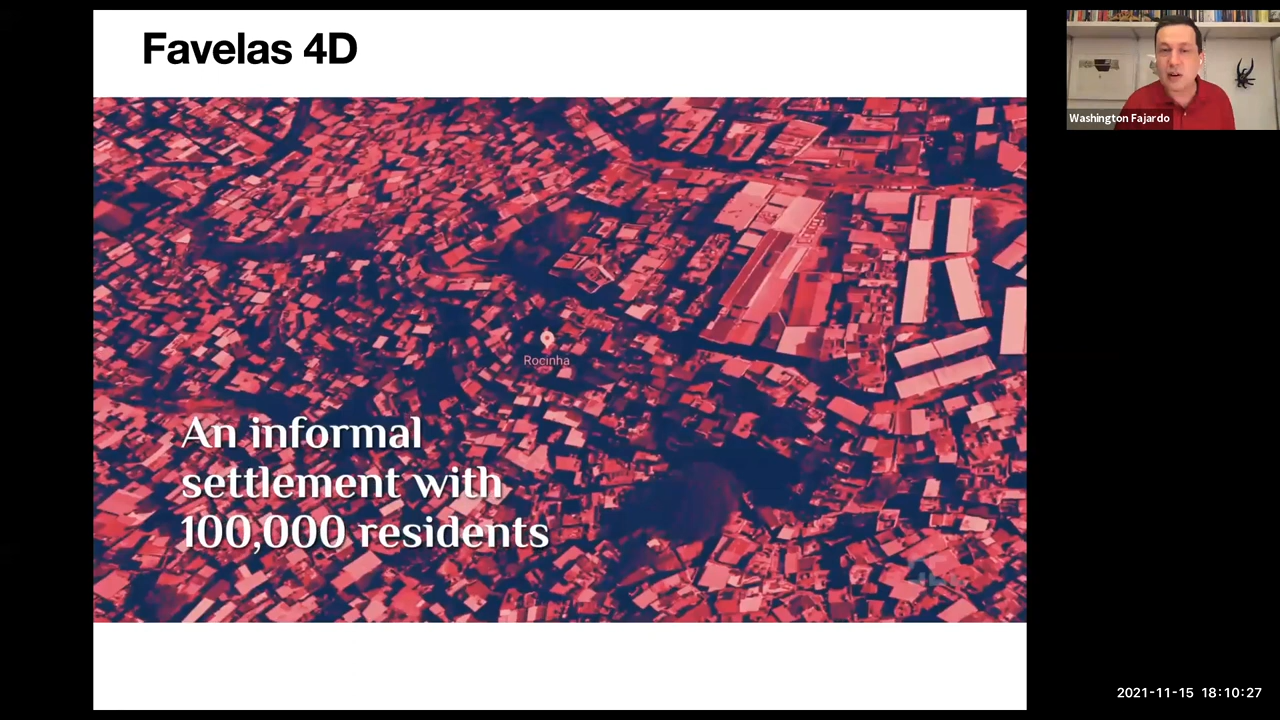 Favelas 4D
Washington Fajardo
Rocinha
An informal
settlement with
100,000 residents
2021-11-15 18:10:27